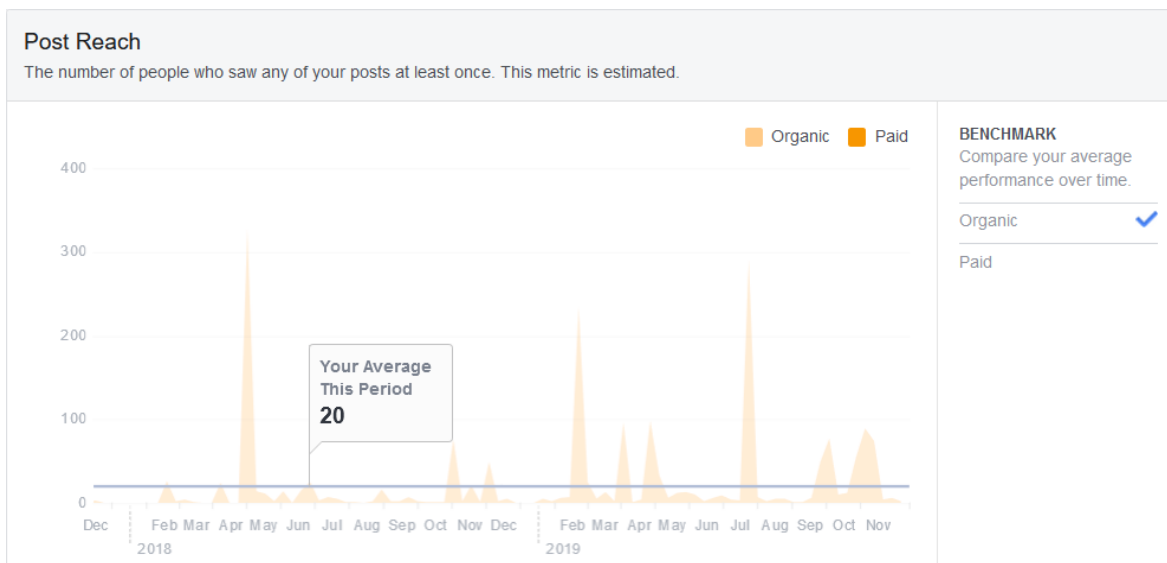 Post Reach
The number of people who saw any of your posts at least once. This metric is estimated.
Organic Paid
BENCHMARK
Compare your average
performance over time.
Organic
Paid
400
300
200
100
0
Your Average
This Period
20
Dec Feb Mar Apr May Jun Jul Aug Sep Oct Nov Dec Feb Mar Apr May Jun Jul Aug Sep Oct Nov
2018 2019